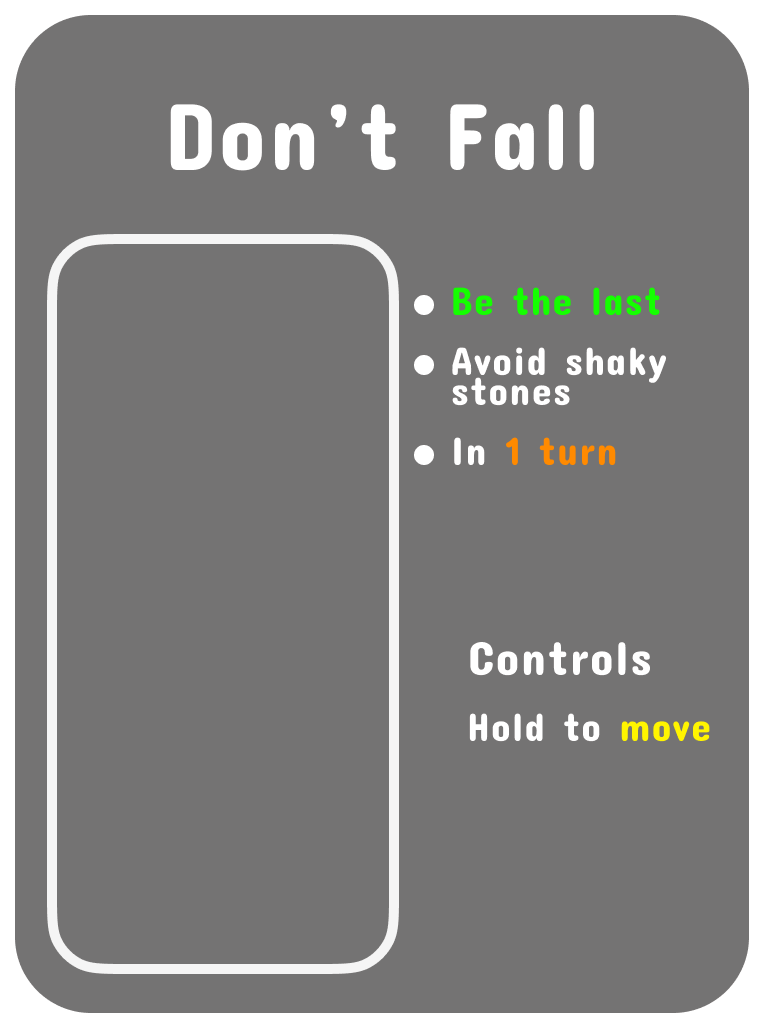 Don't Fall
Be the last
Avoid shaky
stones
In 1 turn
Controls
Hold to move